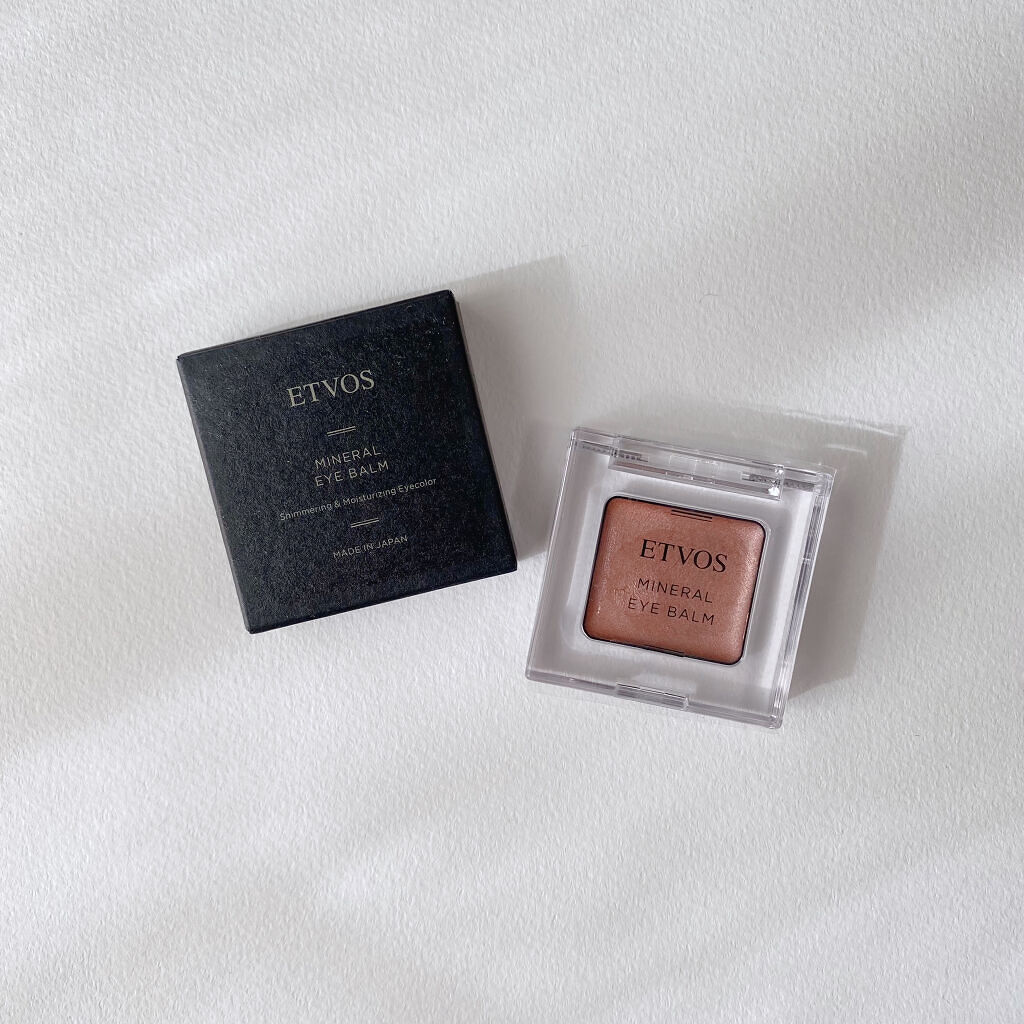 ETVOS
MINERAL
EYE BALM
Shimmering & Moisturizing Eyecolor
MADE IN JAPAN
ETVOS
MINERAL
EYE BALM